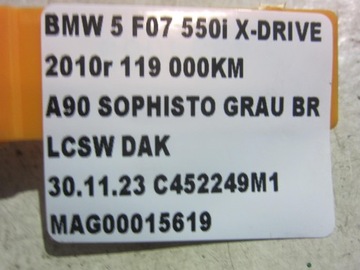 BMW 5 F07 550i X-DRIVE
2010r 119 000KM
A90 SOPHISTO GRAU BR
LCSW DAK
30.11.23 C452249M1
MAG00015619